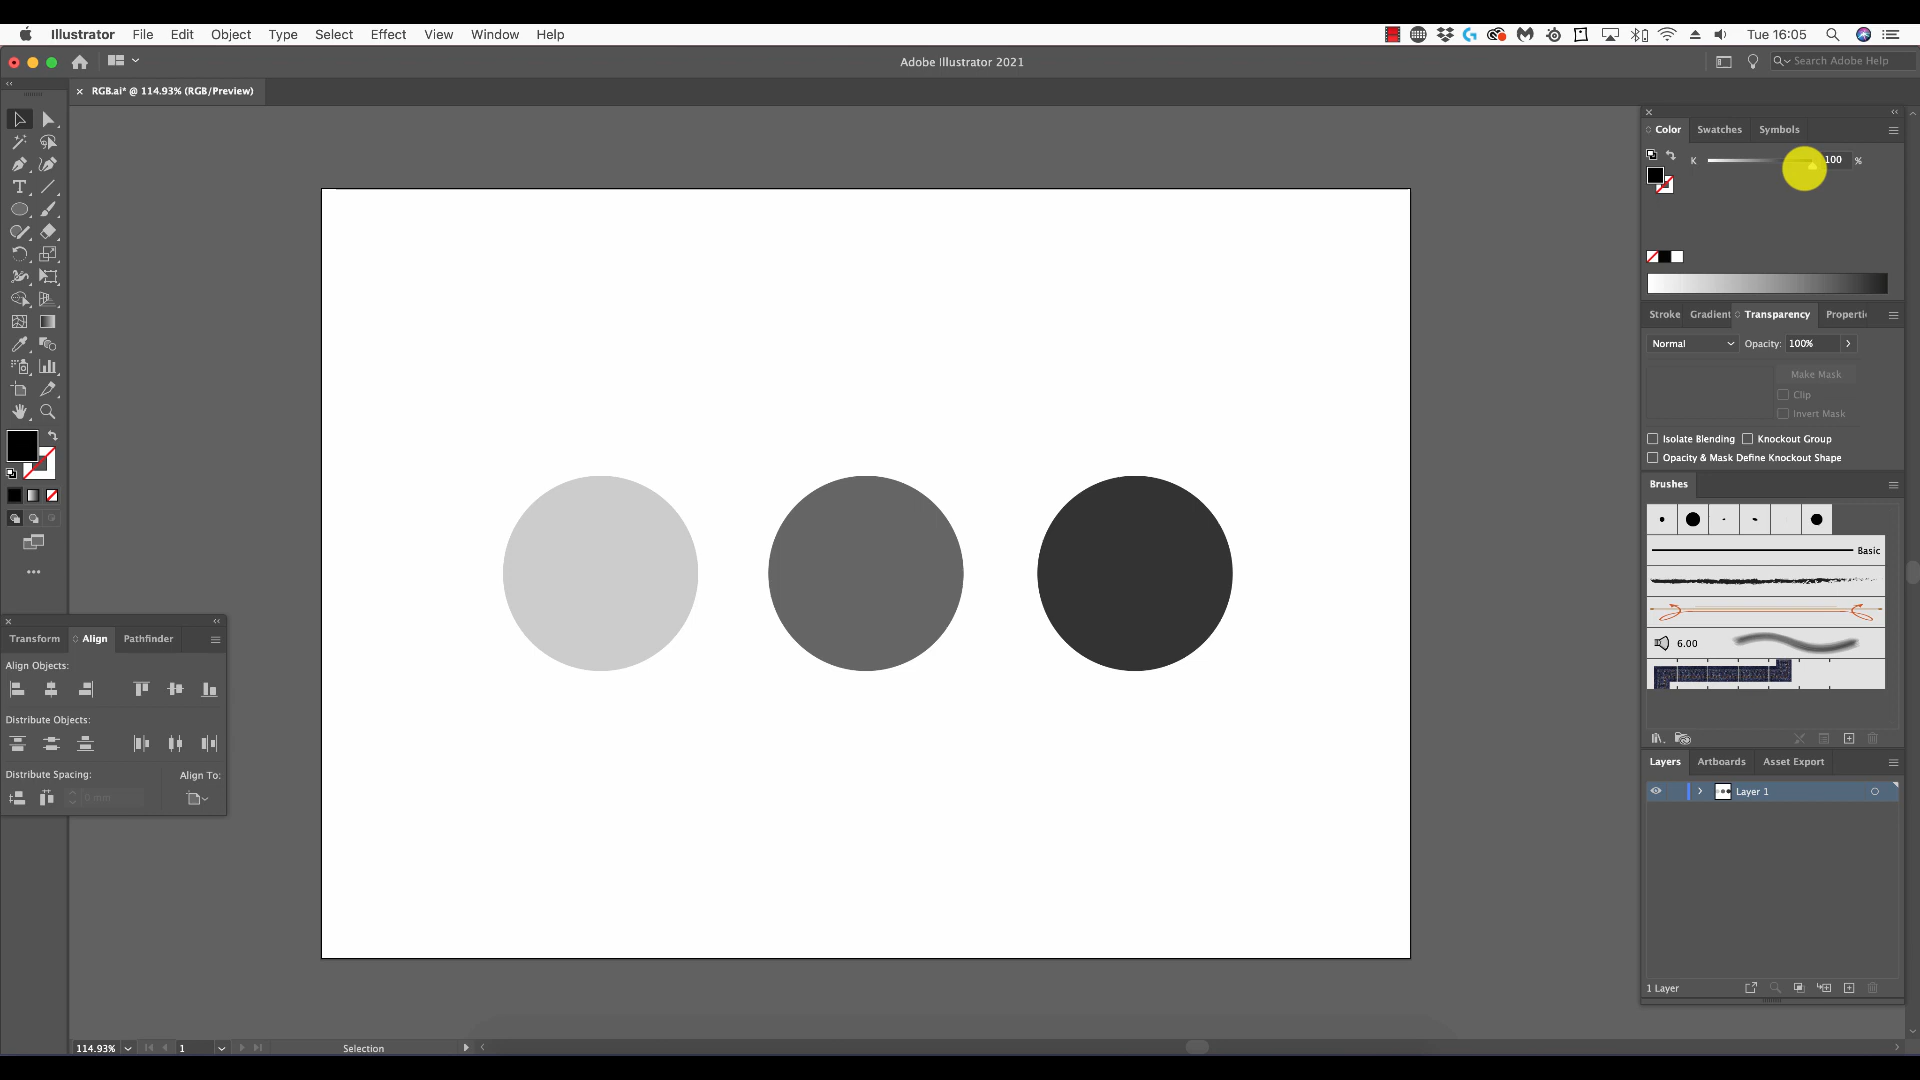 Illustrator File Edit Object Type Select Effect View Window Help Tue 16:05
Adobe Illustrator 2021 Search Adobe Help
× RGB.ai* @ 114.93% (RGB/Preview)
Color Swatches Symbols
K 100 %
Stroke Gradient Transparency Properti
Normal Opacity: 100%
Make Mask
Clip
Invert Mask
Isolate Blending Knockout Group
Opacity & Mask Define Knockout Shape
Brushes
Basic
6.00
Transform Align Pathfinder
Align Objects:
Distribute Objects:
Distribute Spacing: Align To:
0 mm
Layers Artboards Asset Export
Layer 1
1 Layer
114.93% 1 Selection